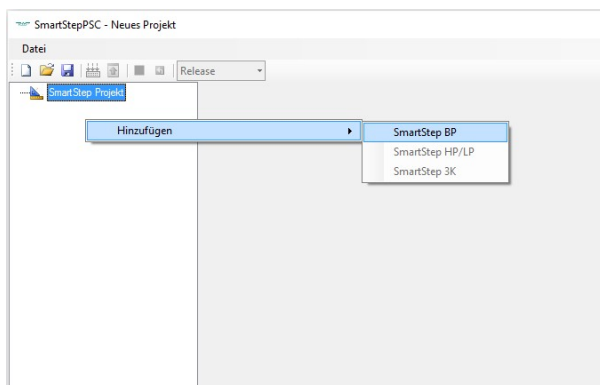 SmartStepPSC - Neues Projekt
Datei
Release
SmartStep Projekt
Hinzufügen
SmartStep BP
SmartStep HP/LP
SmartStep 3K